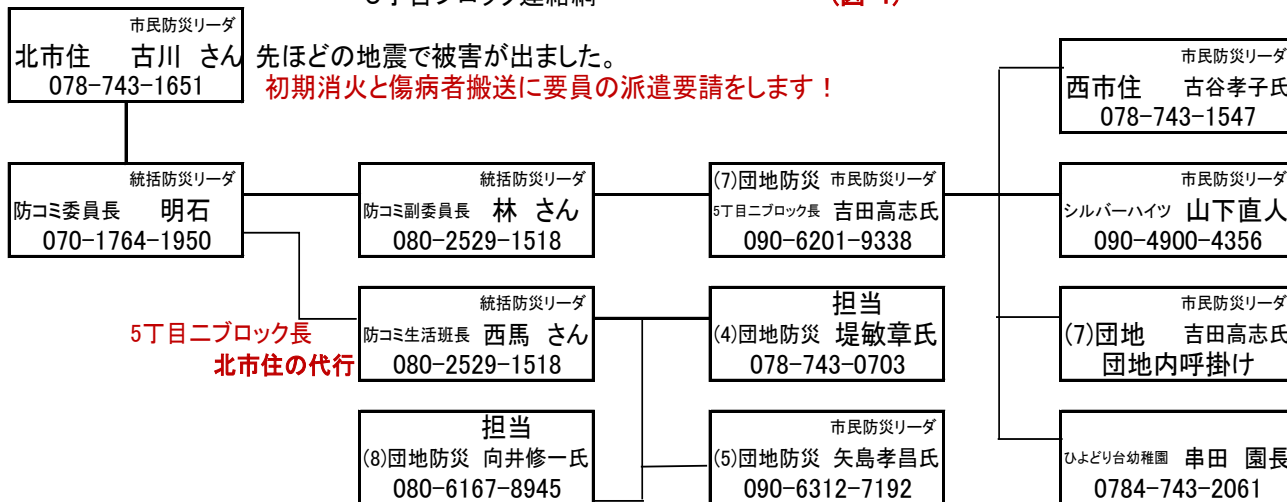 市民防災リーダ
北市住 古川 さん
078-743-1651
先ほどの地震で被害が出ました。
初期消火と傷病者搬送に要員の派遣要請をします！
市民防災リーダ
西市住 古谷孝子氏
078-743-1547
統括防災リーダ
防コミ委員長 明石
070-1764-1950
統括防災リーダ
防コミ副委員長 林 さん
080-2529-1518
(7)団地防災 市民防災リーダ
5丁目二ブロック長 吉田高志氏
090-6201-9338
市民防災リーダ
シルバーハイツ 山下直人
090-4900-4356
5丁目二ブロック長
北市住の代行
統括防災リーダ
防コミ生活班長 西馬 さん
080-2529-1518
担当
(4)団地防災 堤敏章氏
078-743-0703
市民防災リーダ
(7)団地 吉田高志氏
団地内呼掛け
担当
(8)団地防災 向井修一氏
080-6167-8945
市民防災リーダ
(5)団地防災 矢島孝昌氏
090-6312-7192
ひよどり台幼稚園 串田 園長
0784-743-2061